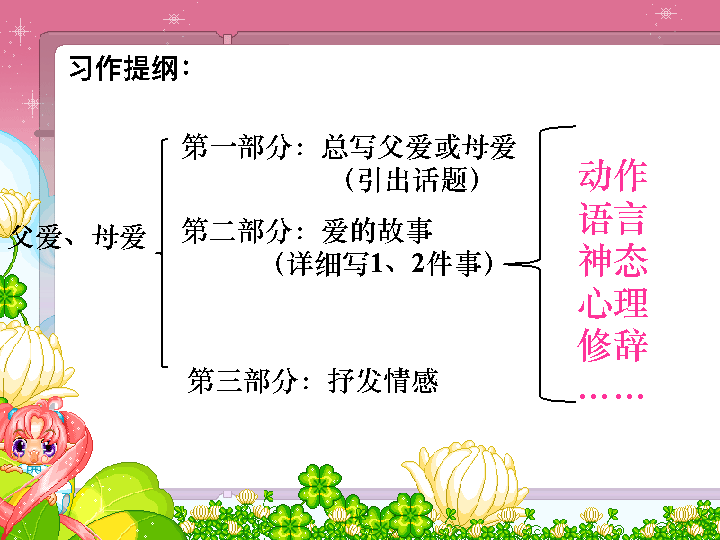 习作提纲：
父爱、母爱
第一部分：总写父爱或母爱
（引出话题）
第二部分：爱的故事
（详细写1、2件事）
第三部分：抒发情感
动作
语言
神态
心理
修辞
……